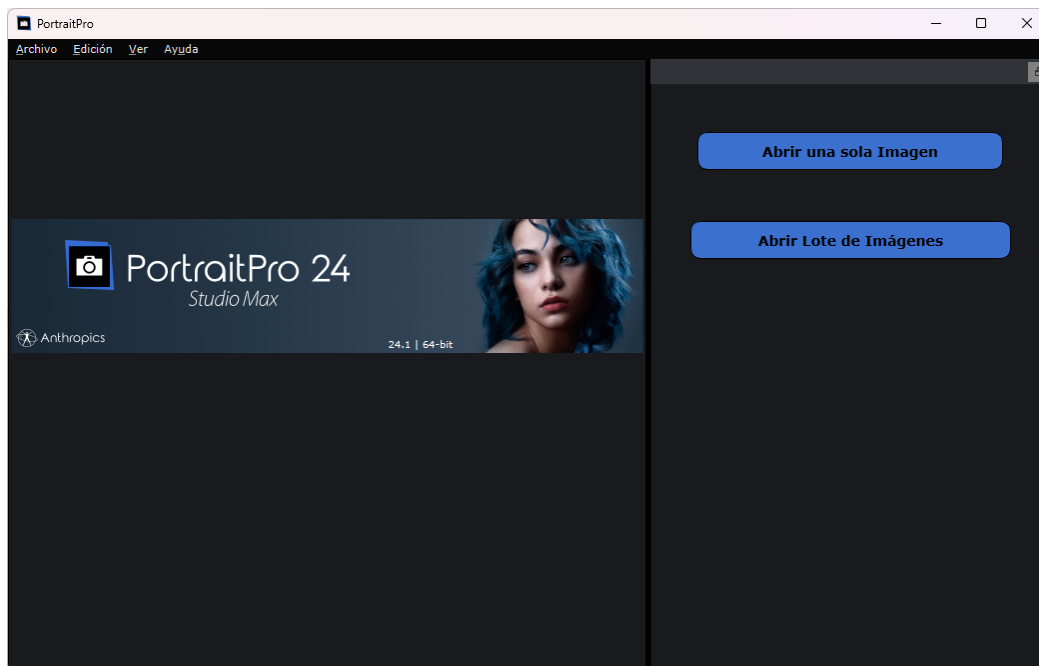 PortraitPro
Archivo Edición Ver Ayuda
Abrir una sola Imagen
Abrir Lote de Imágenes
PortraitPro 24
Studio Max
Anthropics
24.1 | 64-bit